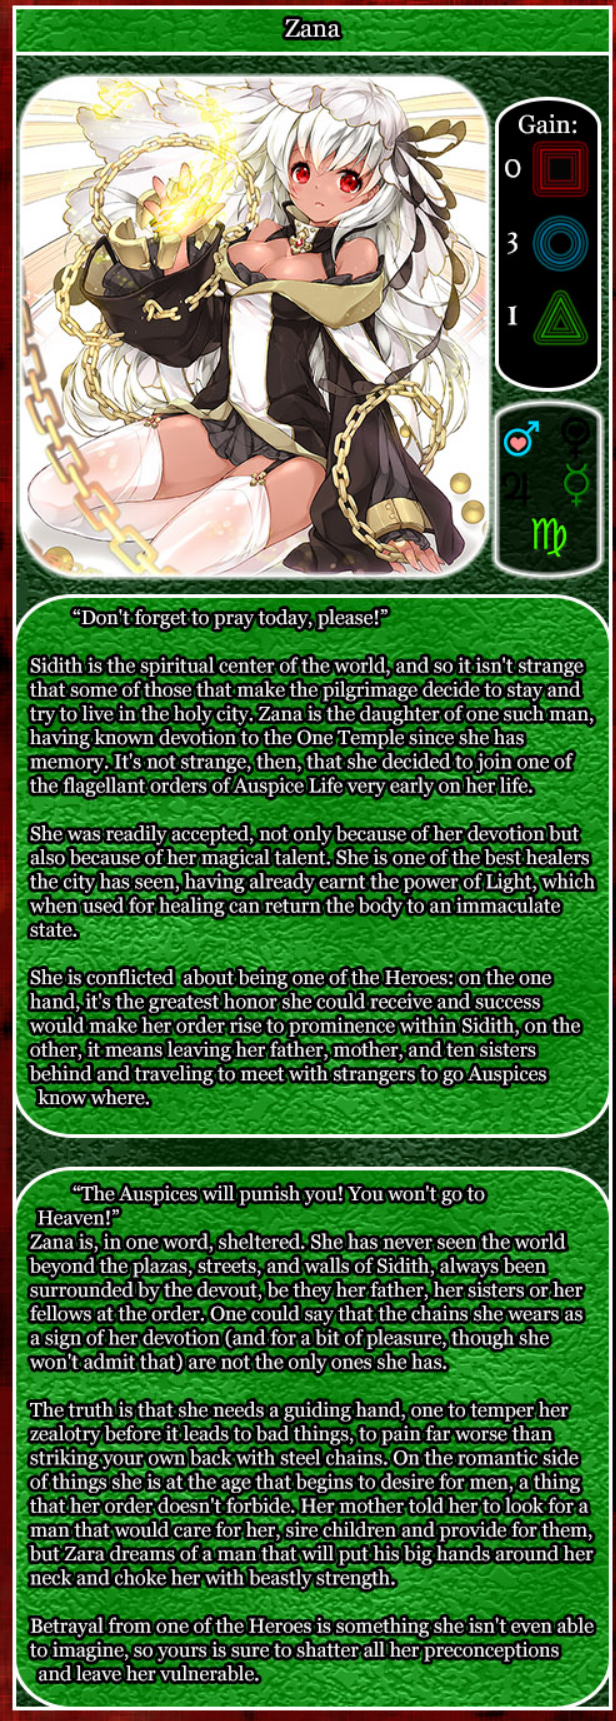 Zana
Gain:
0
3
1
“Don't forget to pray today, please!”
Sidith is the spiritual center of the world, and so it isn't strange
that some of those that make the pilgrimage decide to stay and
try to live in the holy city. Zana is the daughter of one such man,
having known devotion to the One Temple since she has
memory. It's not strange, then, that she decided to join one of
the flagellant orders of Auspice Life very early on her life.
She was readily accepted, not only because of her devotion but
also because of her magical talent. She is one of the best healers
the city has seen, having already earnt the power of Light, which
when used for healing can return the body to an immaculate
state.
She is conflicted about being one of the Heroes: on the one
hand, it's the greatest honor she could receive and success
would make her order rise to prominence within Sidith, on the
other, it means leaving her father, mother, and ten sisters
behind and traveling to meet with strangers to go Auspices
know where.
“The Auspices will punish you! You won't go to
Heaven!”
Zana is, in one word, sheltered. She has never seen the world
beyond the plazas, streets, and walls of Sidith, always been
surrounded by the devout, be they her father, her sisters or her
fellows at the order. One could say that the chains she wears as
a sign of her devotion (and for a bit of pleasure, though she
won't admit that) are not the only ones she has.
The truth is that she needs a guiding hand, one to temper her
zealotry before it leads to bad things, to pain far worse than
striking your own back with steel chains. On the romantic side
of things she is at the age that begins to desire for men, a thing
that her order doesn't forbide. Her mother told her to look for a
man that would care for her, sire children and provide for them,
but Zara dreams of a man that will put his big hands around her
neck and choke her with beastly strength.
Betrayal from one of the Heroes is something she isn't even able
to imagine, so yours is sure to shatter all her preconceptions
and leave her vulnerable.